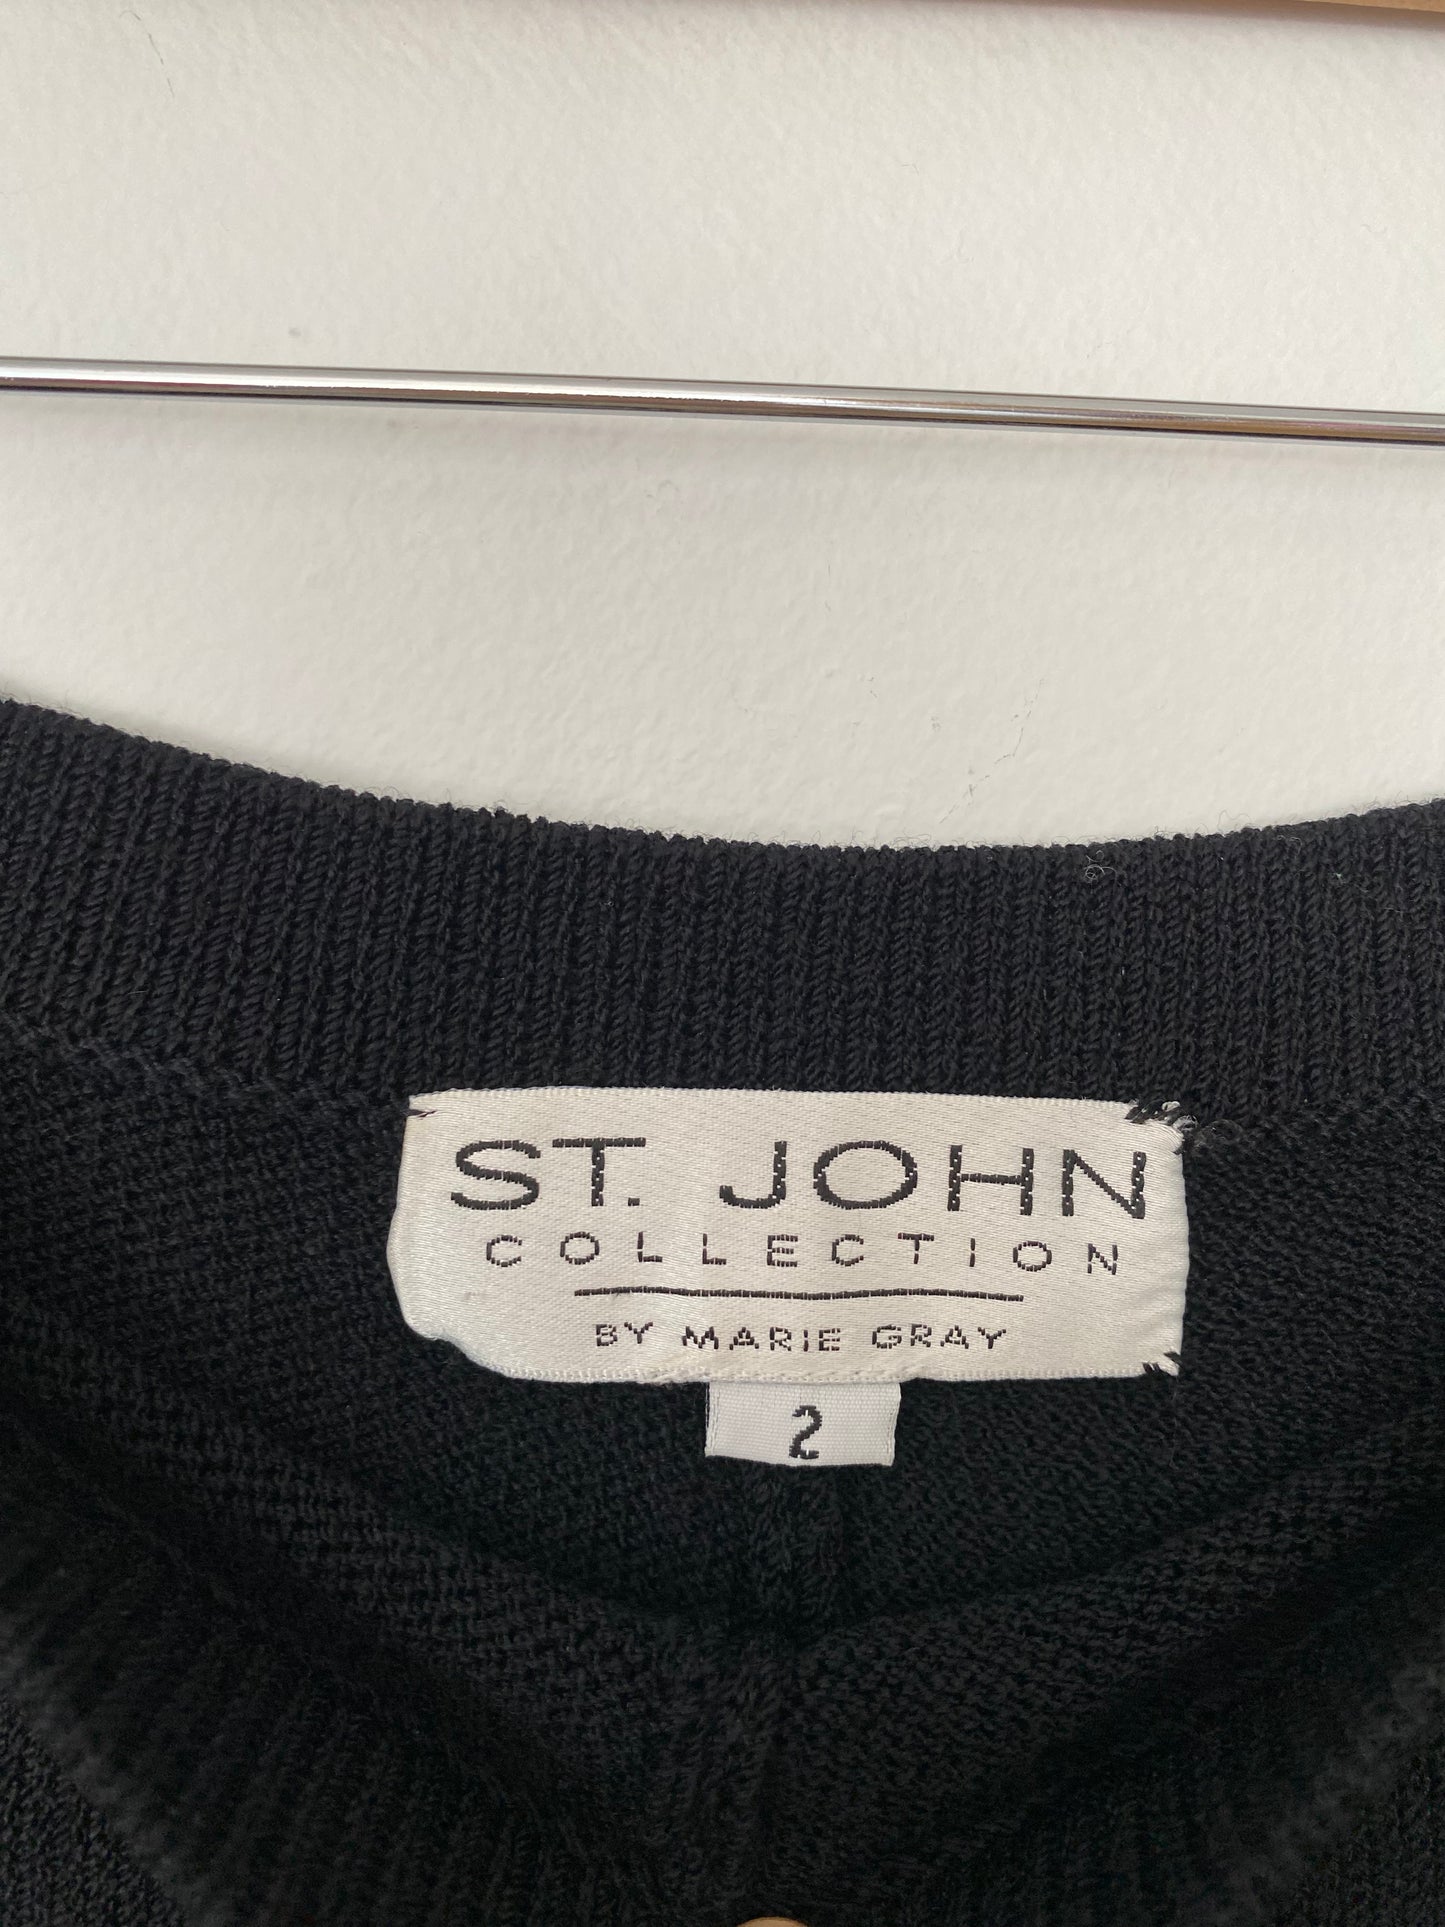 ST. JOHN
COLLECTION
BY MARIE GRAY
2